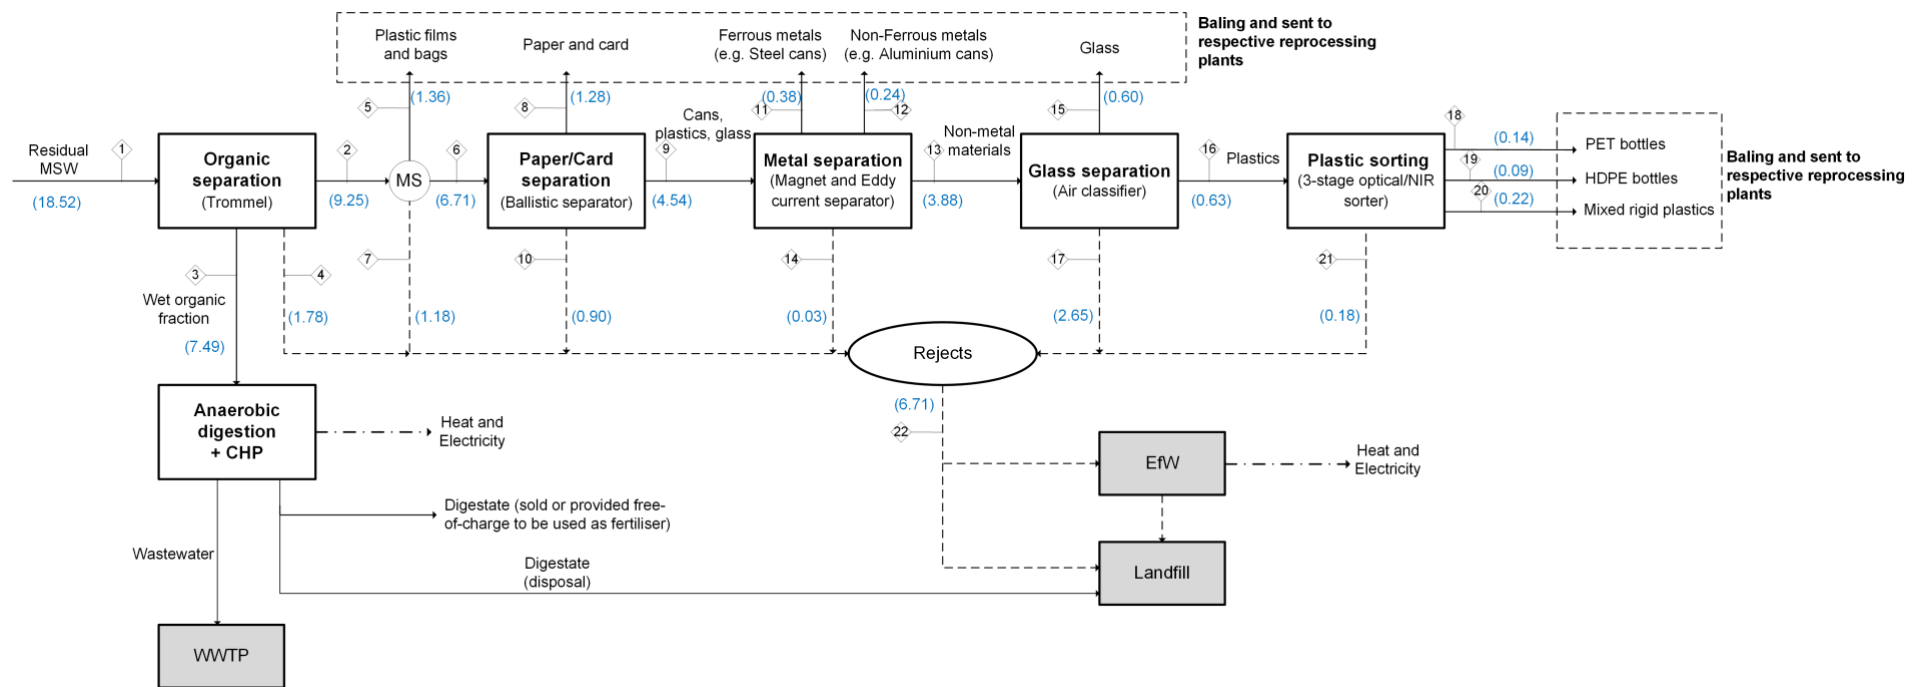 Plastic films
and bags
Paper and card
Ferrous metals
(e.g. Steel cans)
Non-Ferrous metals
(e.g. Aluminium cans)
Glass
Baling and sent to
respective reprocessing
plants
5
(1.36)
8
(1.28)
(0.38)
11
(0.24)
12
15
(0.60)
Residual
MSW
1
(18.52)
Organic
separation
(Trommel)
2
(9.25)
MS
6
(6.71)
Paper/Card
separation
(Ballistic separator)
Cans,
plastics, glass
9
(4.54)
Metal separation
(Magnet and Eddy
current separator)
Non-metal
materials
13
(3.88)
Glass separation
(Air classifier)
16
Plastics
(0.63)
Plastic sorting
(3-stage optical/NIR
sorter)
18
(0.14)
PET bottles
19
(0.09)
HDPE bottles
20
(0.22)
Mixed rigid plastics
Baling and sent to
respective reprocessing
plants
3
4
7
10
14
17
21
Wet organic
fraction
(7.49)
(1.78)
(1.18)
(0.90)
(0.03)
(2.65)
(0.18)
Rejects
(6.71)
22
Anaerobic
digestion
+ CHP
Heat and
Electricity
EfW
Heat and
Electricity
Digestate (sold or provided free-
of-charge to be used as fertiliser)
Wastewater
Digestate
(disposal)
Landfill
WWTP